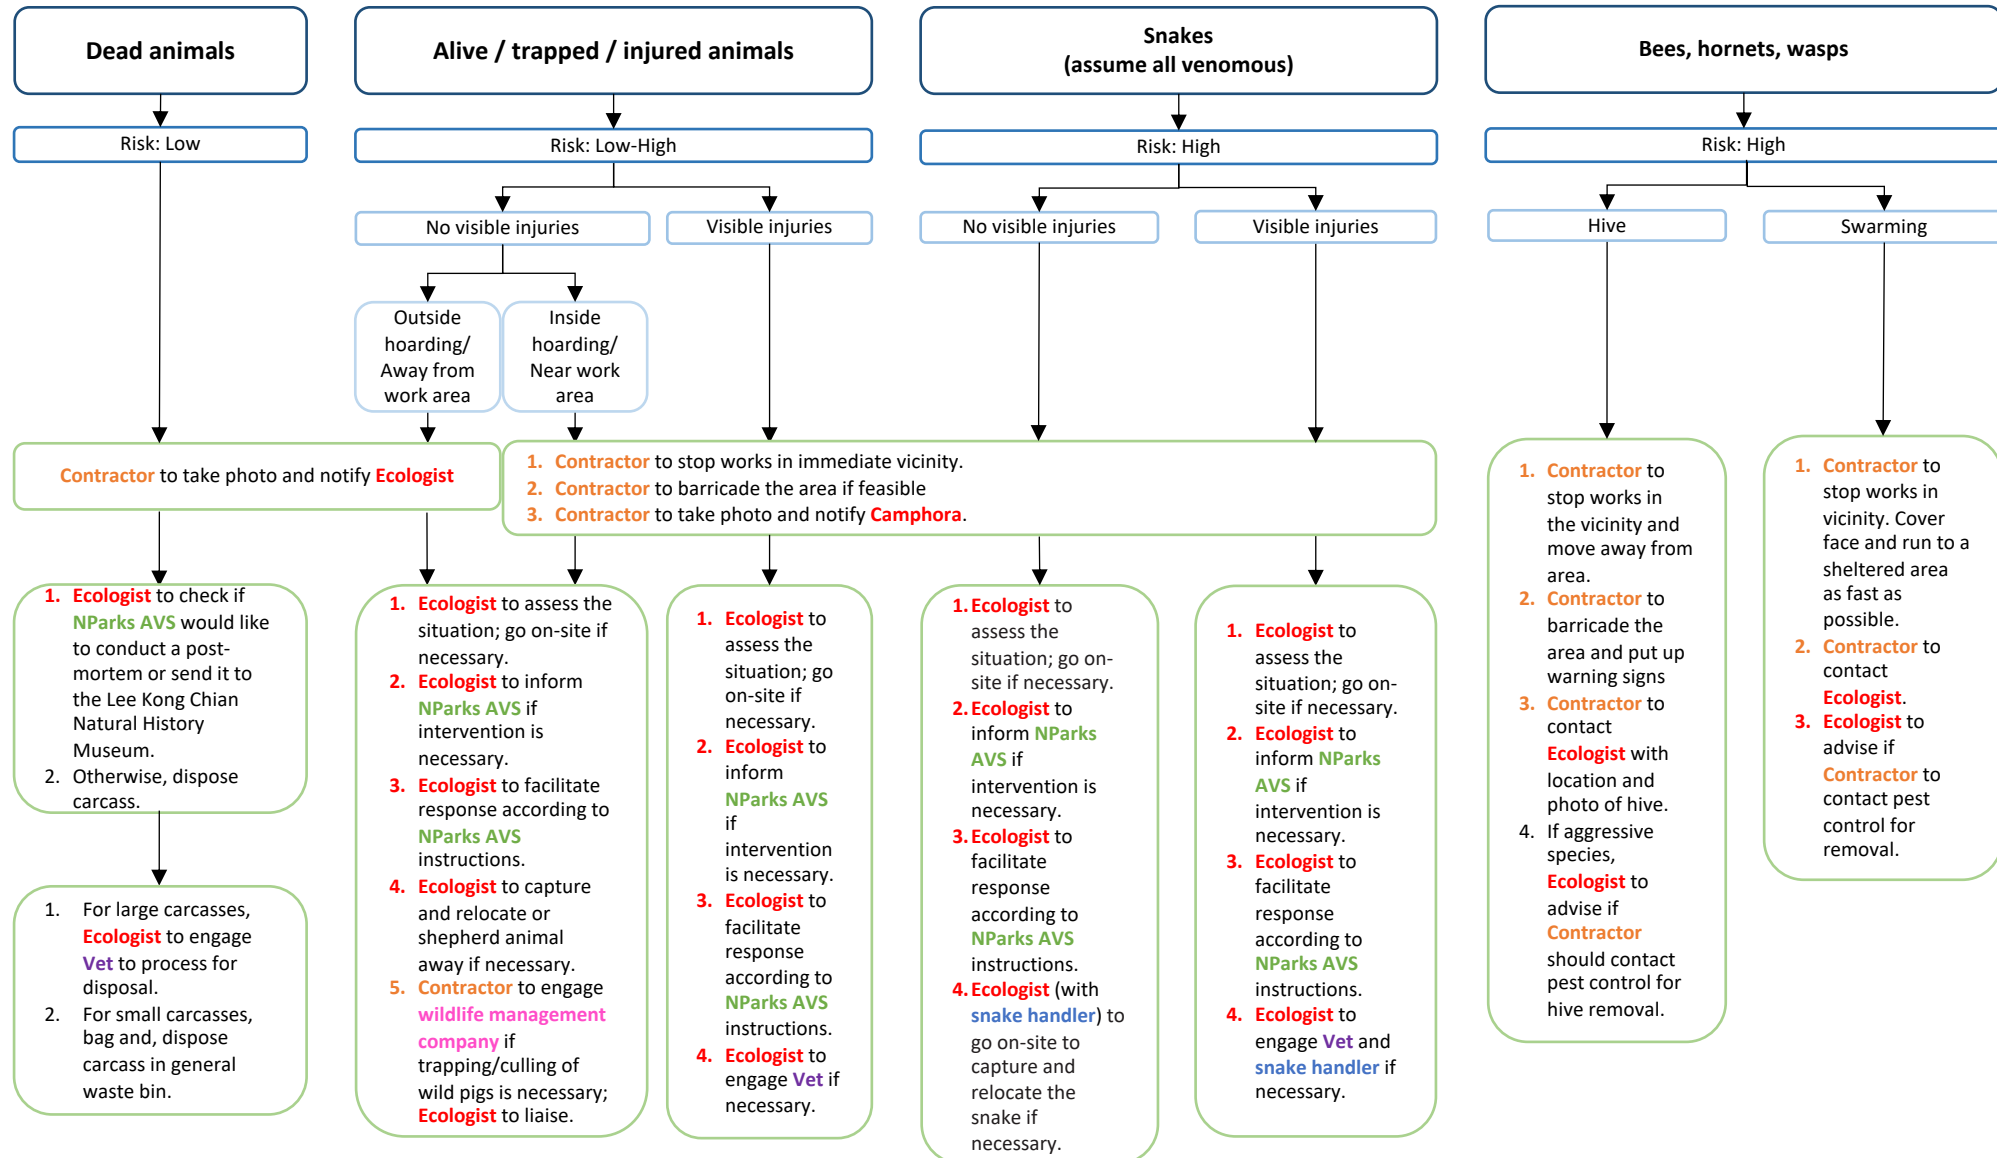 Dead animals
Alive / trapped / injured animals
Snakes
(assume all venomous)
Bees, hornets, wasps
Risk: Low
Risk: Low-High
Risk: High
Risk: High
No visible injuries
Visible injuries
No visible injuries
Visible injuries
Hive
Swarming
Outside
hoarding/
Away from
work area
Inside
hoarding/
Near work
area
Contractor to take photo and notify Ecologist
1. Contractor to stop works in immediate vicinity.
2. Contractor to barricade the area if feasible
3. Contractor to take photo and notify Camphora.
1. Ecologist to check if
NParks AVS would like
to conduct a post-
mortem or send it to
the Lee Kong Chian
Natural History
Museum.
2. Otherwise, dispose
carcass.
1. For large carcasses,
Ecologist to engage
Vet to process for
disposal.
2. For small carcasses,
bag and, dispose
carcass in general
waste bin.
1. Ecologist to assess the
situation; go on-site if
necessary.
2. Ecologist to inform
NParks AVS if
intervention is
necessary.
3. Ecologist to facilitate
response according to
NParks AVS
instructions.
4. Ecologist to capture
and relocate or
shepherd animal
away if necessary.
5. Contractor to engage
wildlife management
company if
trapping/culling of
wild pigs is necessary;
Ecologist to liaise.
1. Ecologist to
assess the
situation; go
on-site if
necessary.
2. Ecologist to
inform
NParks AVS
if
intervention
is necessary.
3. Ecologist to
facilitate
response
according to
NParks AVS
instructions.
4. Ecologist to
engage Vet if
necessary.
1. Ecologist to
assess the
situation; go on-
site if necessary.
2. Ecologist to
inform NParks
AVS if
intervention is
necessary.
3. Ecologist to
facilitate
response
according to
NParks AVS
instructions.
4. Ecologist (with
snake handler) to
go on-site to
capture and
relocate the
snake if
necessary.
1. Ecologist to
assess the
situation; go on-
site if necessary.
2. Ecologist to
inform NParks
AVS if
intervention is
necessary.
3. Ecologist to
facilitate
response
according to
NParks AVS
instructions.
4. Ecologist to
engage Vet and
snake handler if
necessary.
1. Contractor to
stop works in
the vicinity and
move away from
area.
2. Contractor to
barricade the
area and put up
warning signs
3. Contractor to
contact
Ecologist with
location and
photo of hive.
4. If aggressive
species,
Ecologist to
advise if
Contractor
should contact
pest control for
hive removal.
1. Contractor to
stop works in
vicinity. Cover
face and run to a
sheltered area
as fast as
possible.
2. Contractor to
contact
Ecologist.
3. Ecologist to
advise if
Contractor to
contact pest
control for
removal.